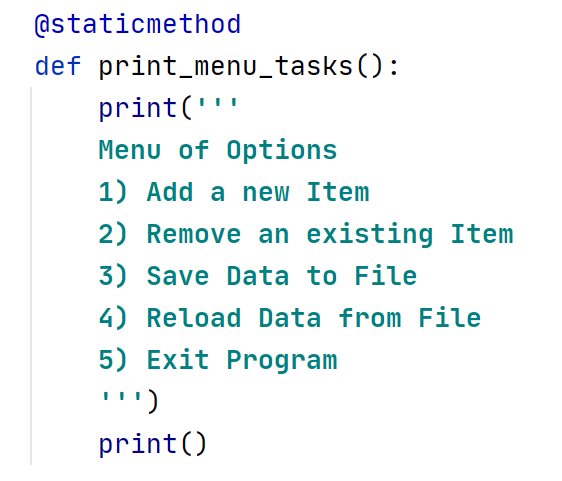 @staticmethod
def print_menu_tasks():
    print('''
    Menu of Options
    1) Add a new Item
    2) Remove an existing Item
    3) Save Data to File
    4) Reload Data from File
    5) Exit Program
    ''')
    print()